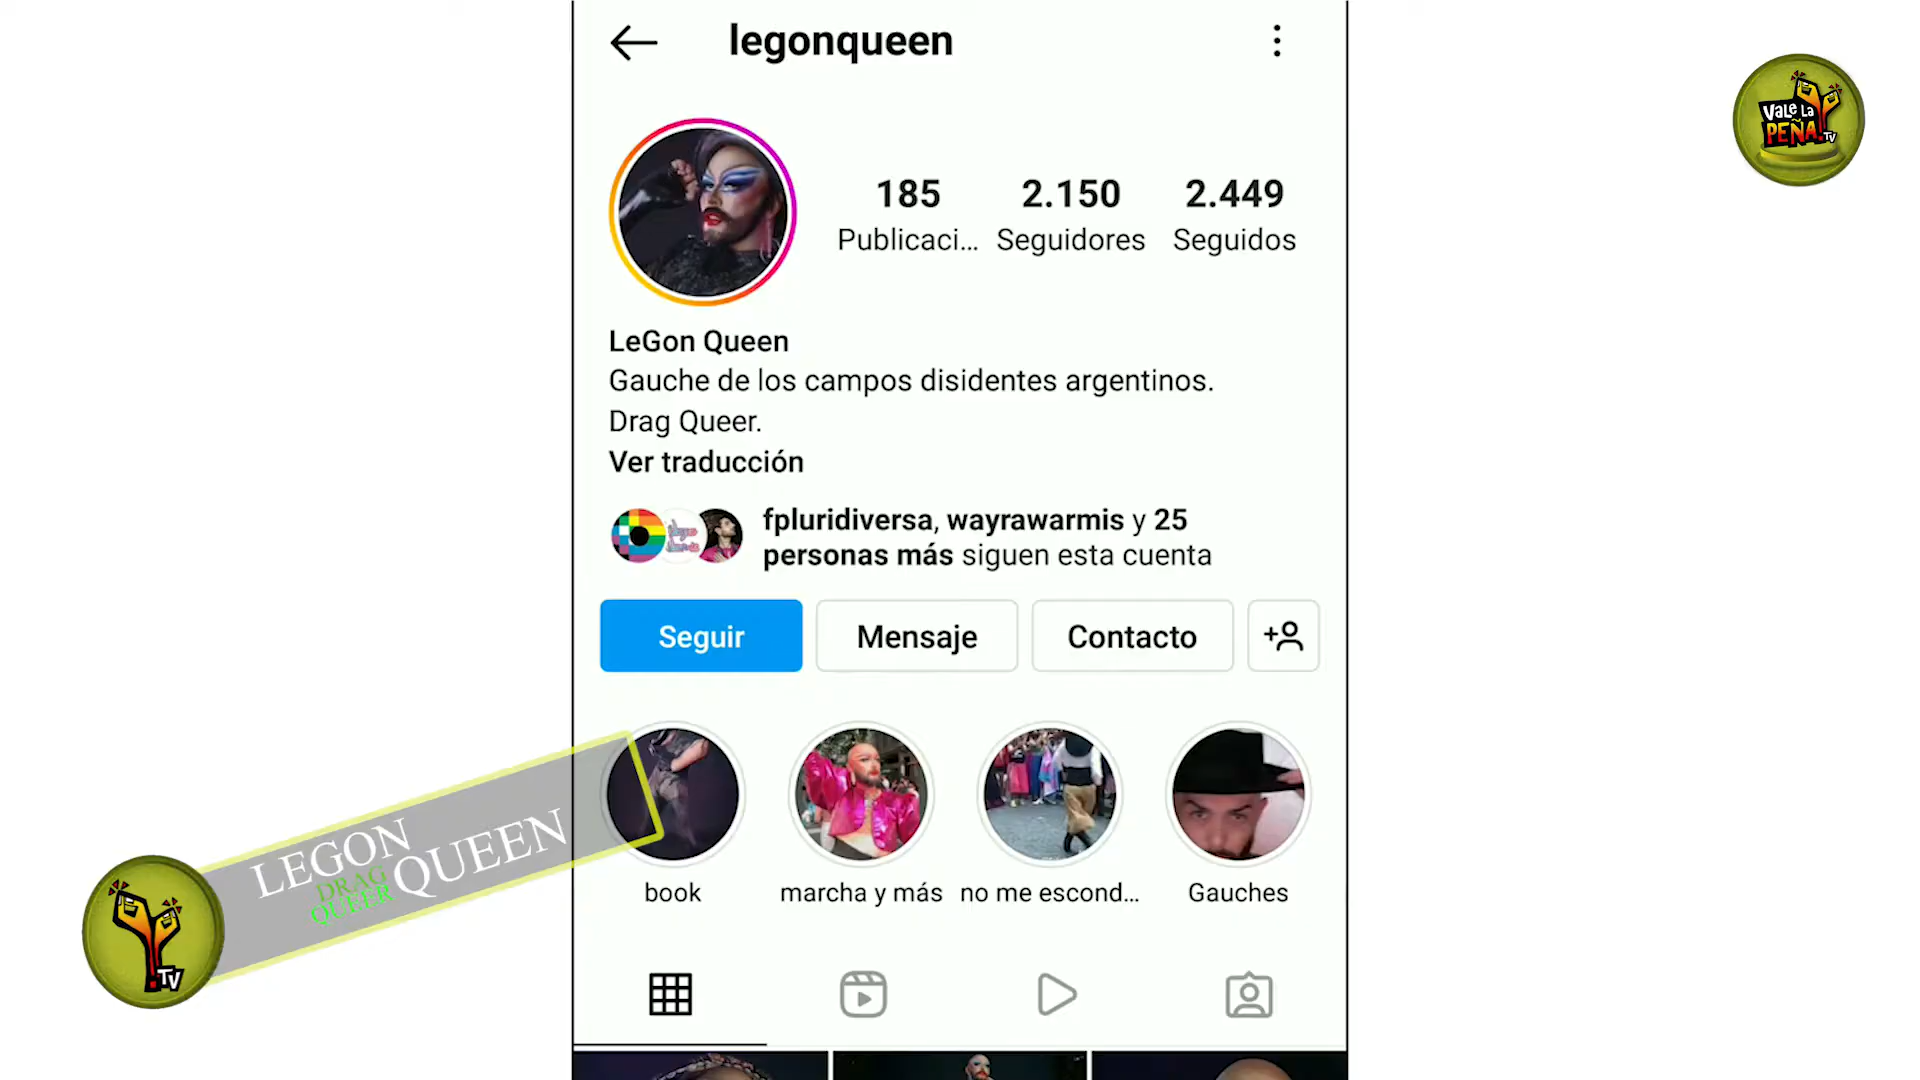 legonqueen
Vale La
PEÑA.TV
185
2.150
2.449
Publicaci...
Seguidores
Seguidos
LeGon Queen
Gauche de los campos disidentes argentinos.
Drag Queer.
Ver traducción
fpluridiversa, wayrawarmis y 25
personas más siguen esta cuenta
Seguir
Mensaje
Contacto
LEGON
QUEEN
DRAG
QUEER
.TV
book
marcha y más
no me escond...
Gauches